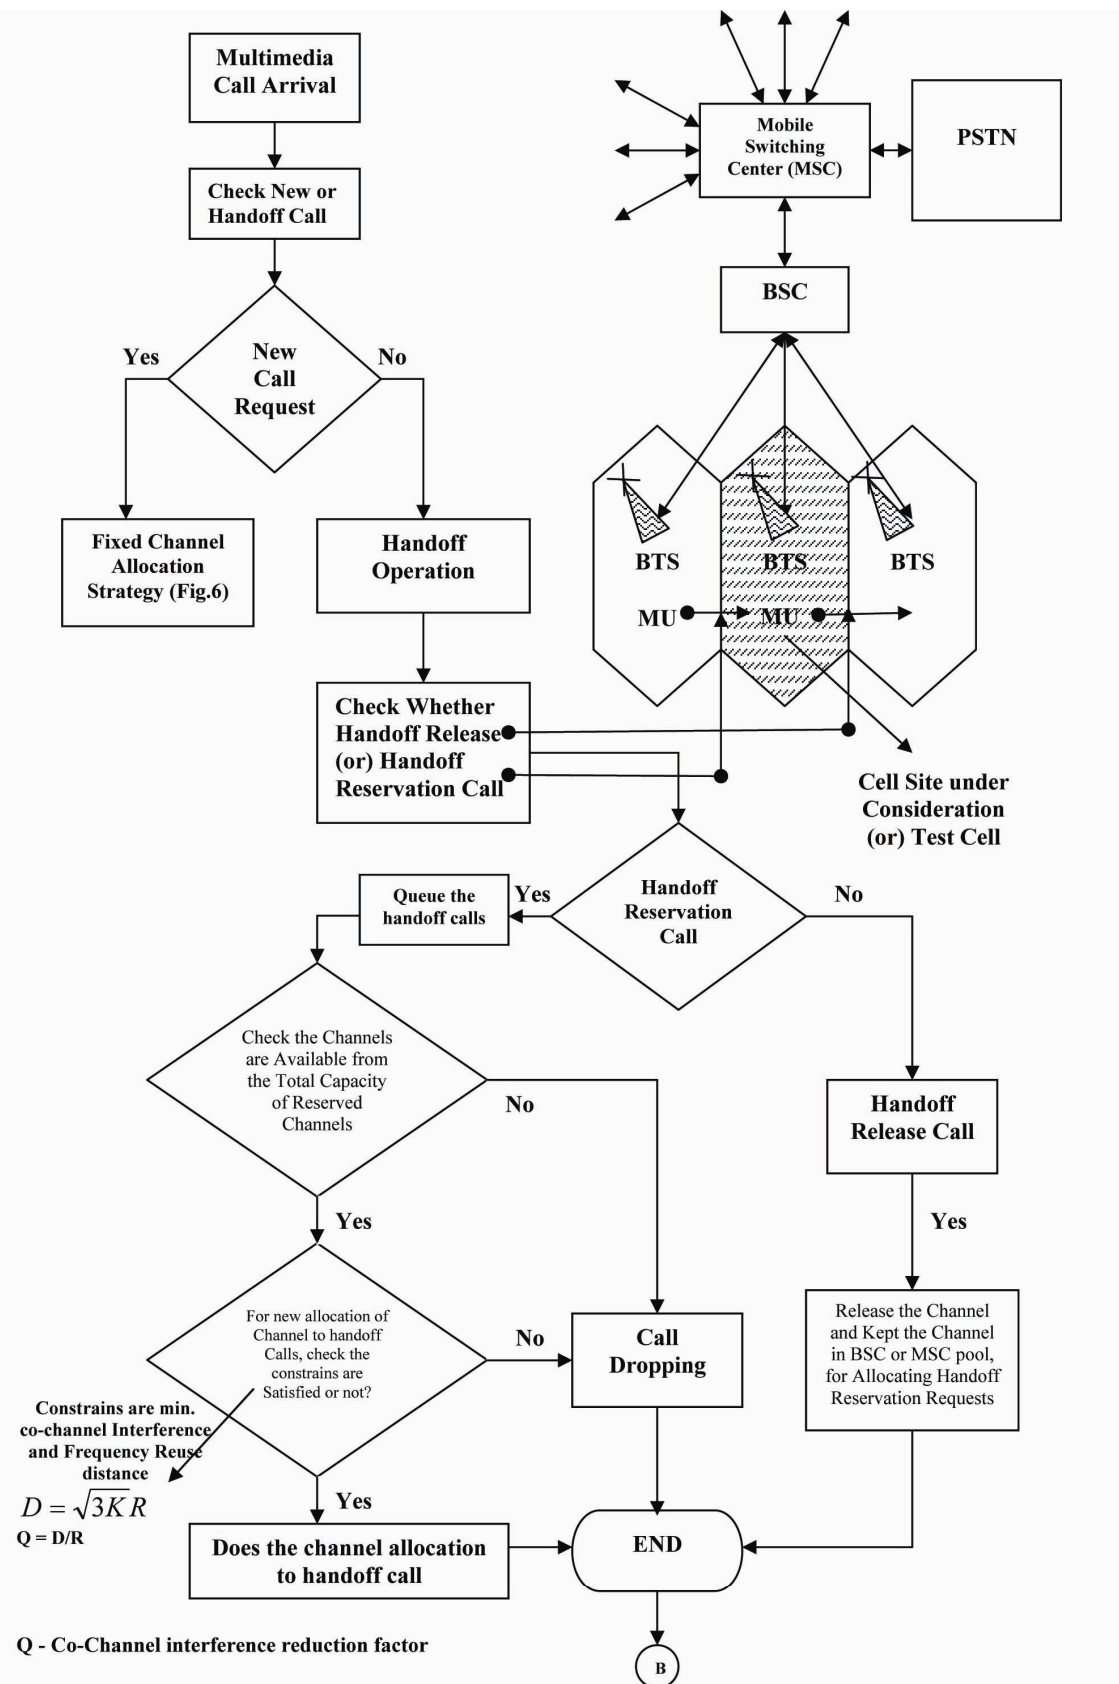 Multimedia
Call Arrival
Check New or
Handoff Call
Yes
New
Call
Request
No
Fixed Channel
Allocation
Strategy (Fig.6)
Handoff
Operation
Check Whether
Handoff Release
(or) Handoff
Reservation Call
Mobile
Switching
Center (MSC)
PSTN
BSC
BTS
BTS
BTS
MU
MU
Cell Site under
Consideration
(or) Test Cell
Handoff
Reservation
Call
Yes
No
Queue the
handoff calls
Check the Channels
are Available from
the Total Capacity
of Reserved
Channels
No
Yes
Handoff
Release Call
Yes
For new allocation of
Channel to handoff
Calls, check the
constrains are
Satisfied or not?
No
Call
Dropping
Release the Channel
and Kept the Channel
in BSC or MSC pool,
for Allocating Handoff
Reservation Requests
Constrains are min.
co-channel Interference
and Frequency Reuse
distance
D = √3K R
Q = D/R
Yes
Does the channel allocation
to handoff call
END
Q - Co-Channel interference reduction factor
B